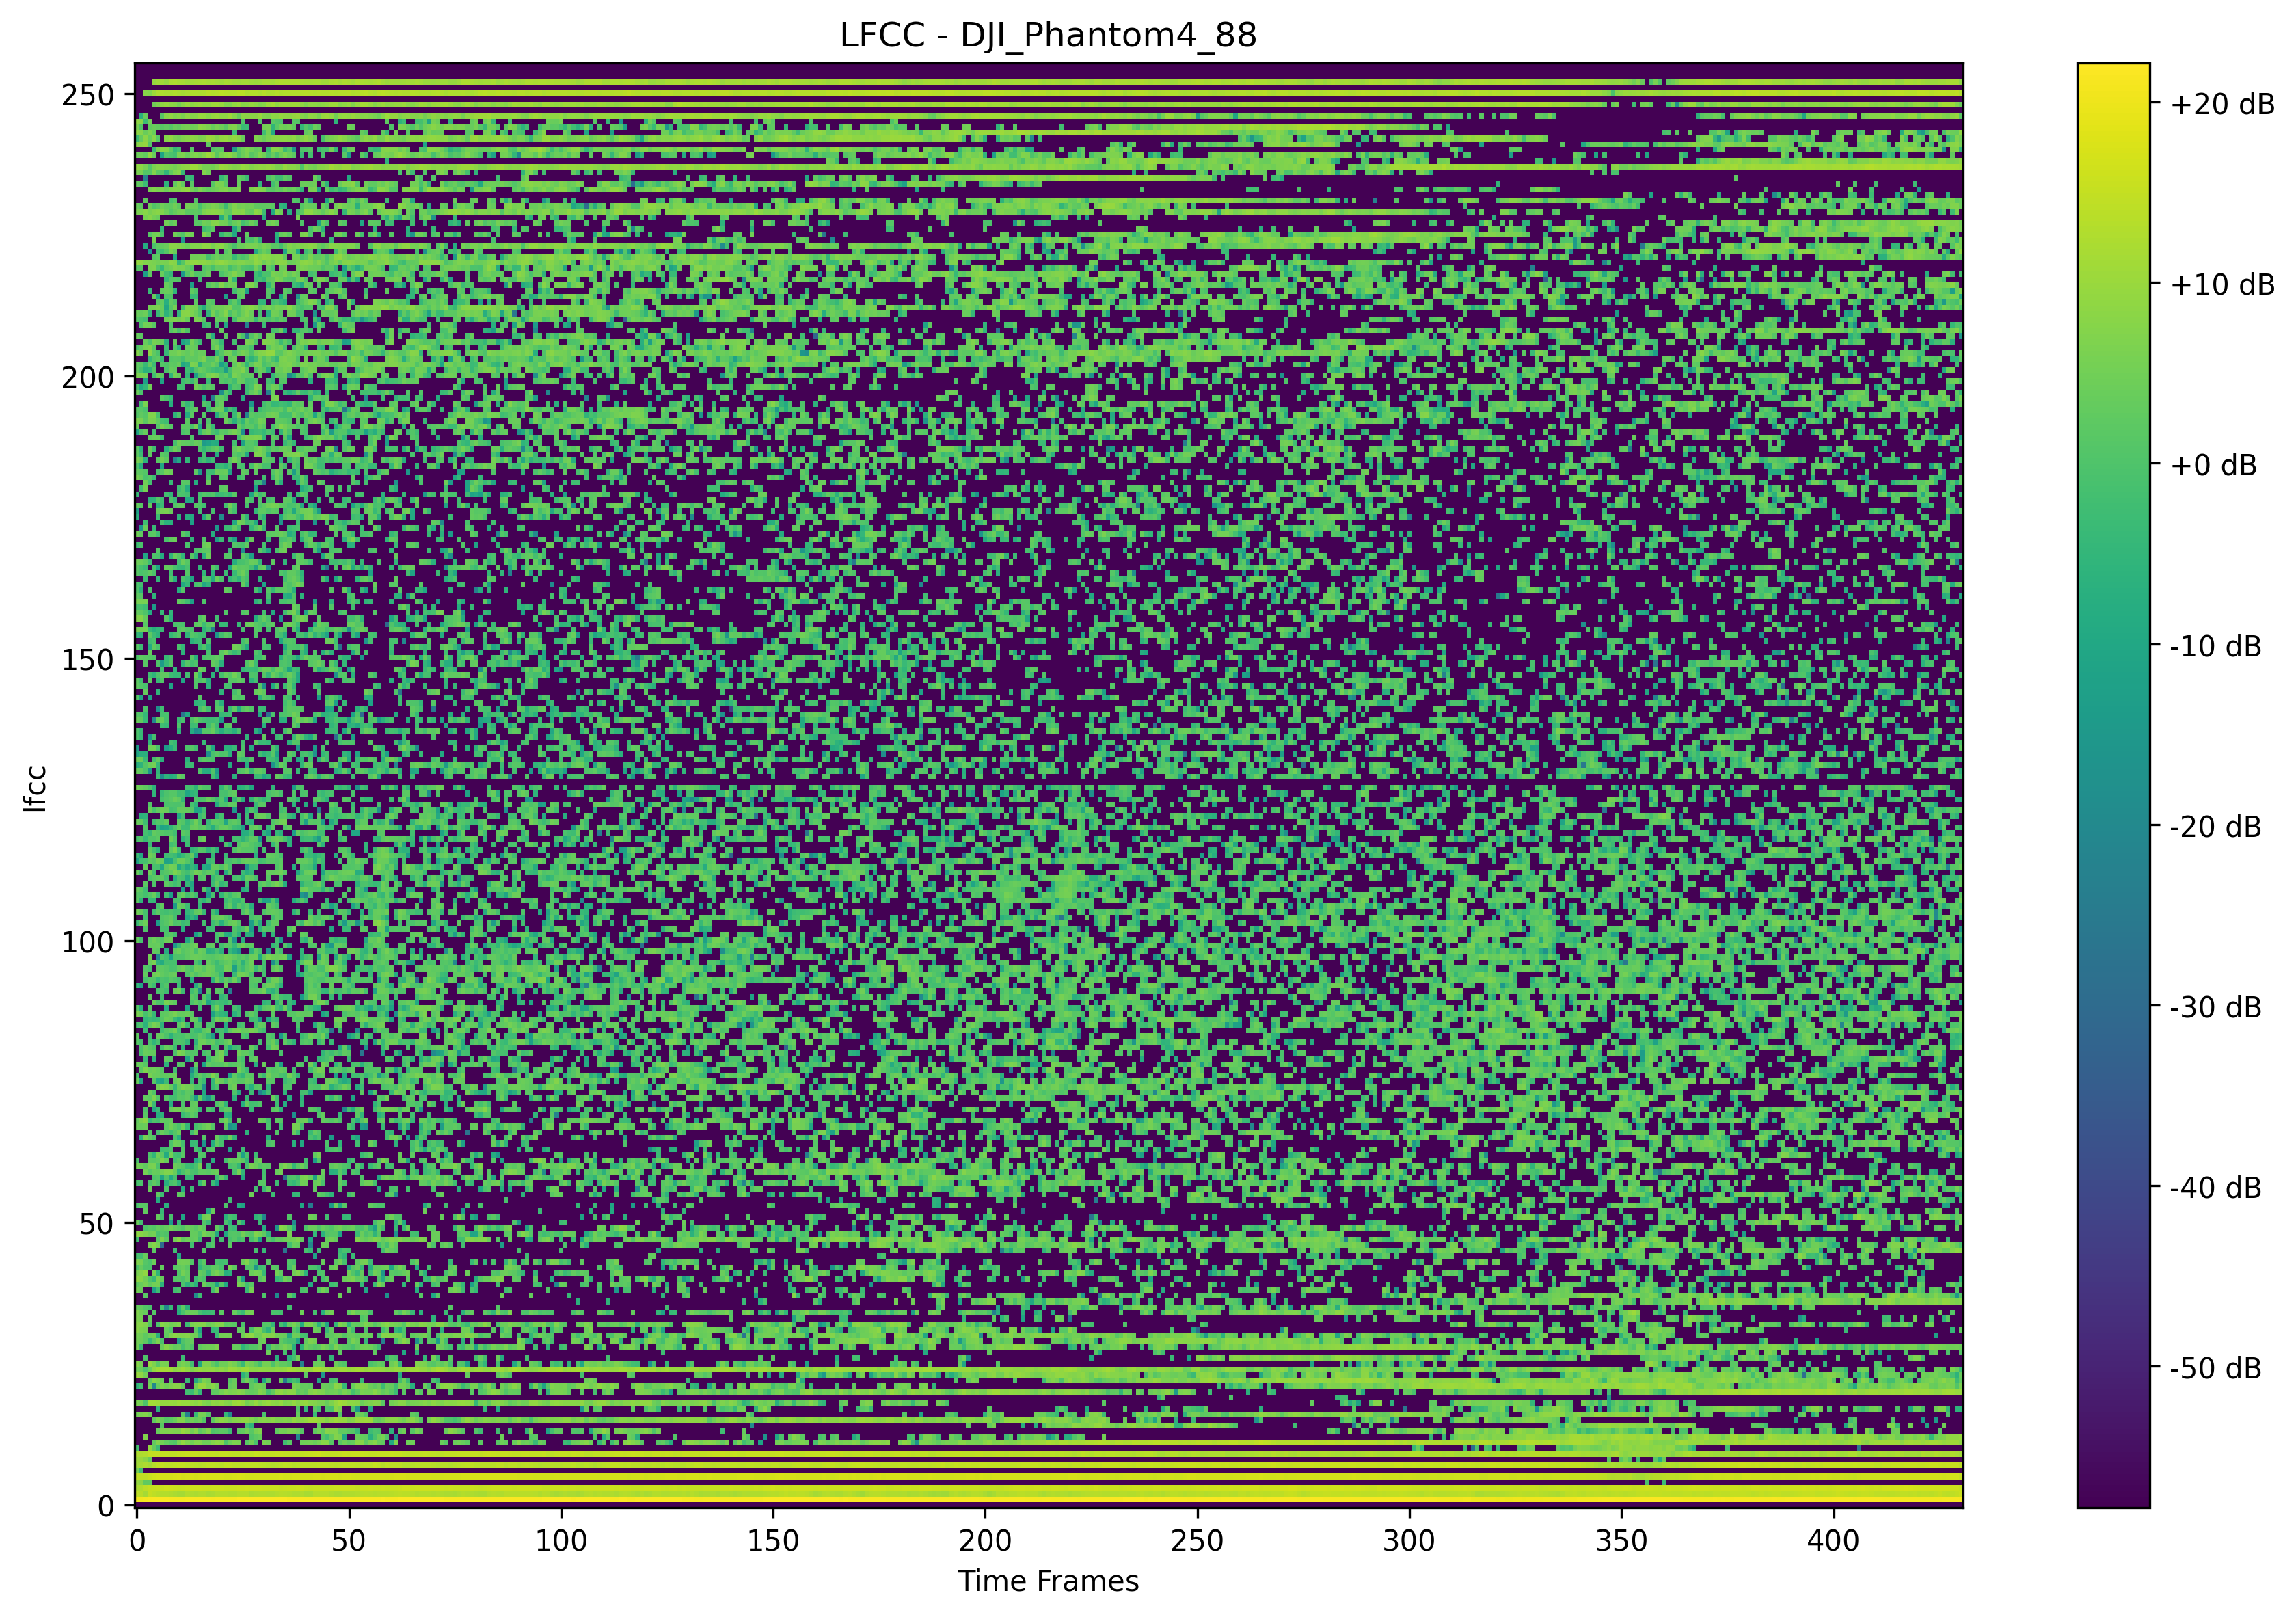 LFCC - DJI_Phantom4_88
250
200
150
100
50
0
lfcc
0 50 100 150 200 250 300 350 400
Time Frames
+20 dB
+10 dB
+0 dB
-10 dB
-20 dB
-30 dB
-40 dB
-50 dB